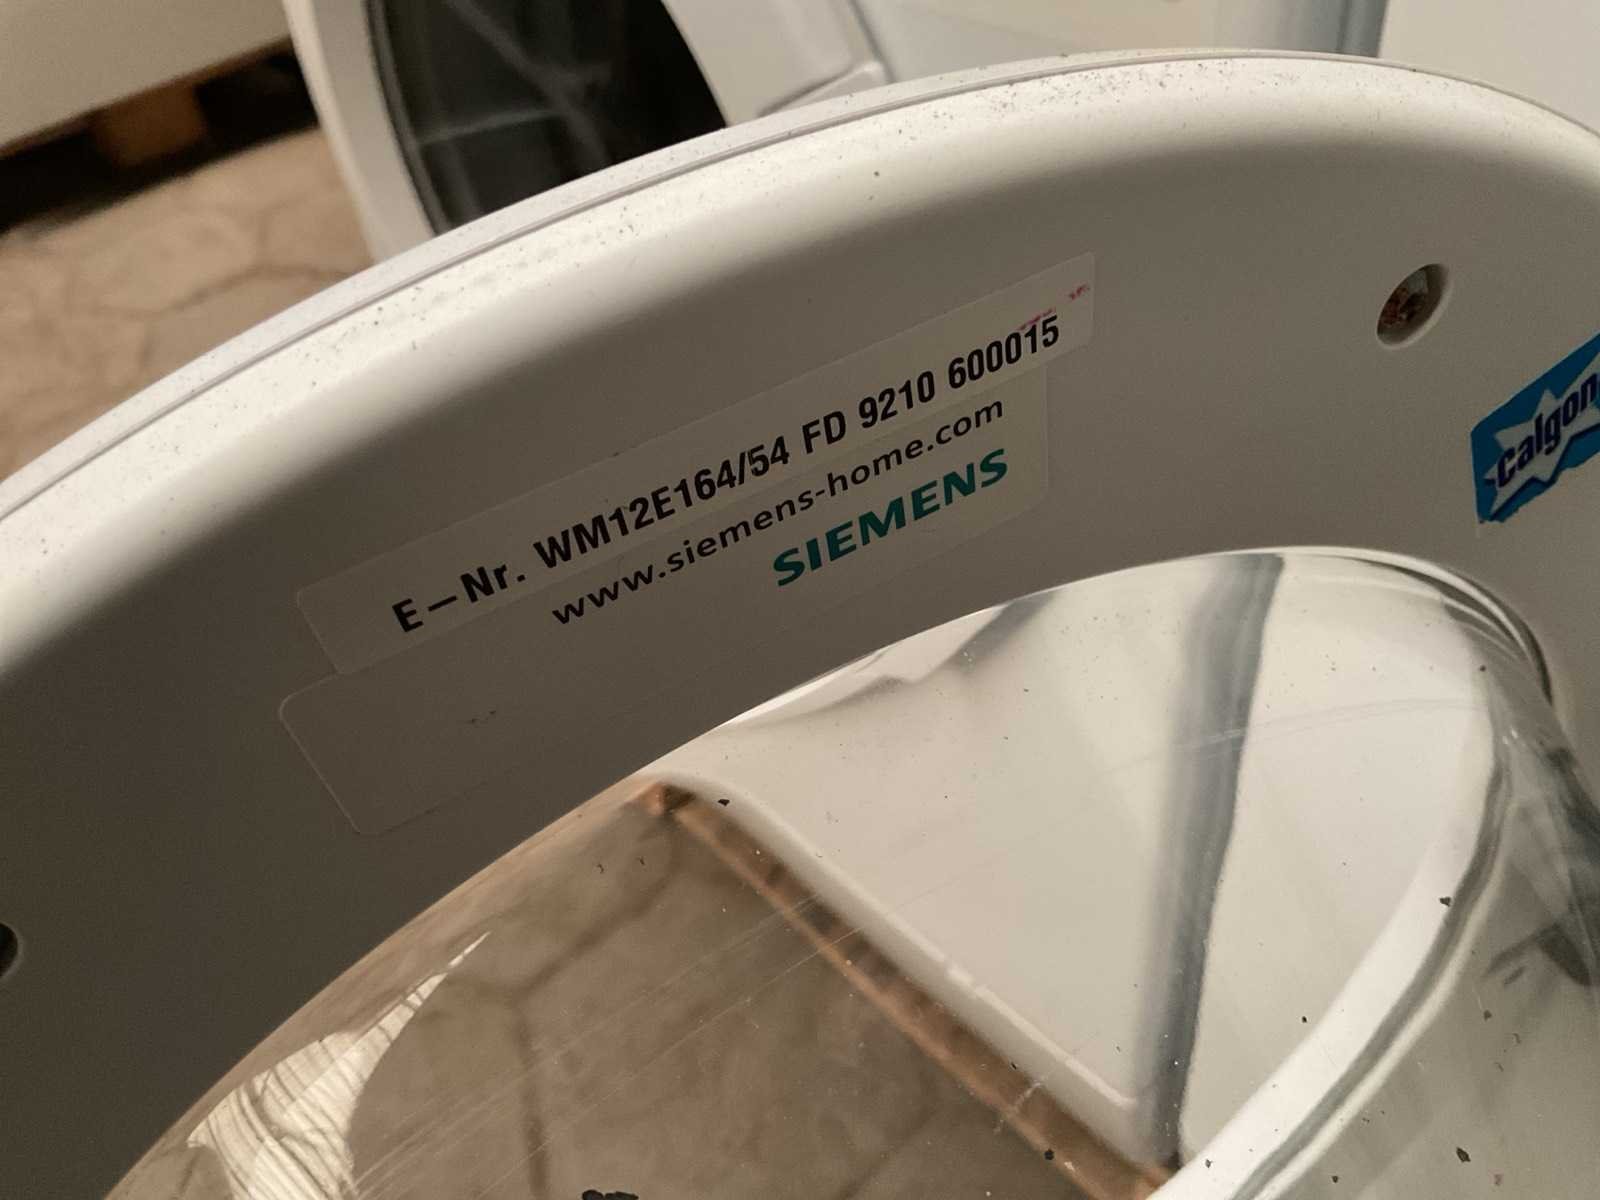 E–Nr. WM12E164/54 FD 9210 600015
www.siemens-home.com
SIEMENS
calgon